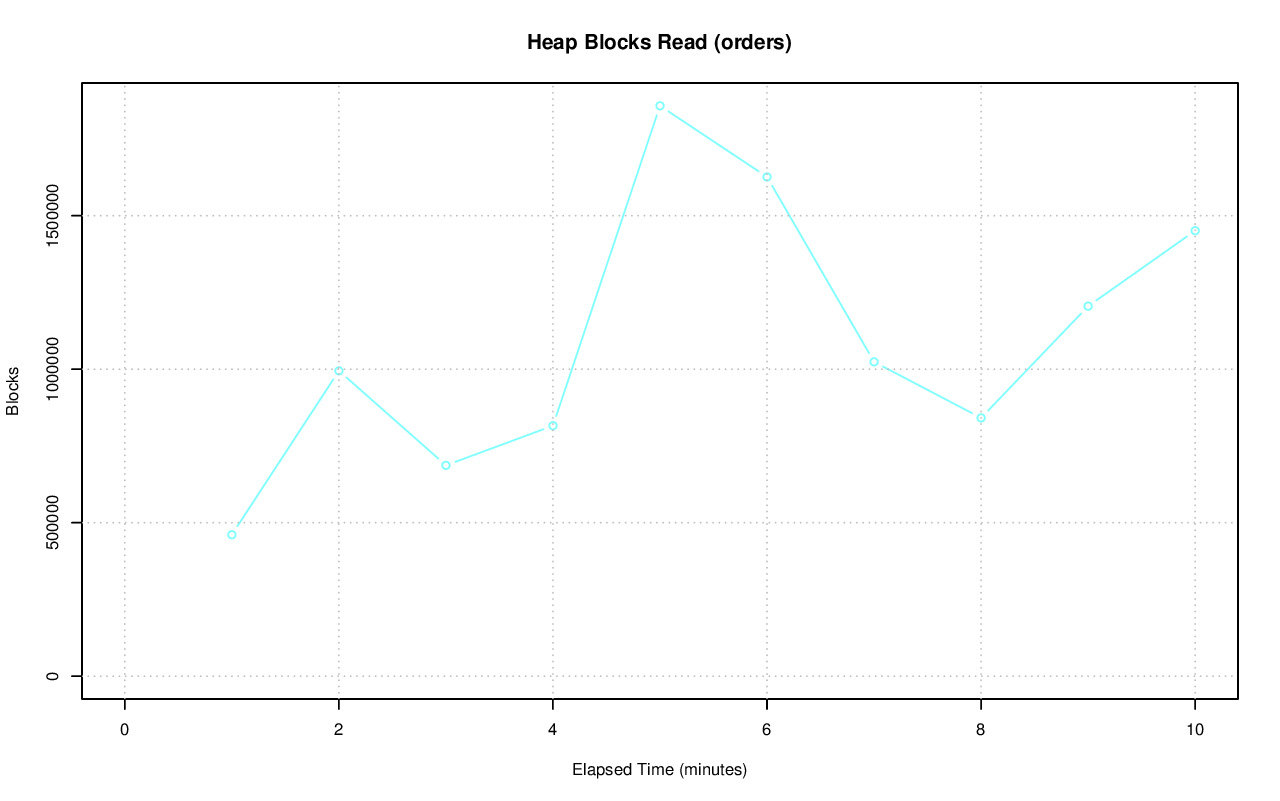 Heap Blocks Read (orders)
Blocks
1500000
1000000
500000
0
0 2 4 6 8 10
Elapsed Time (minutes)